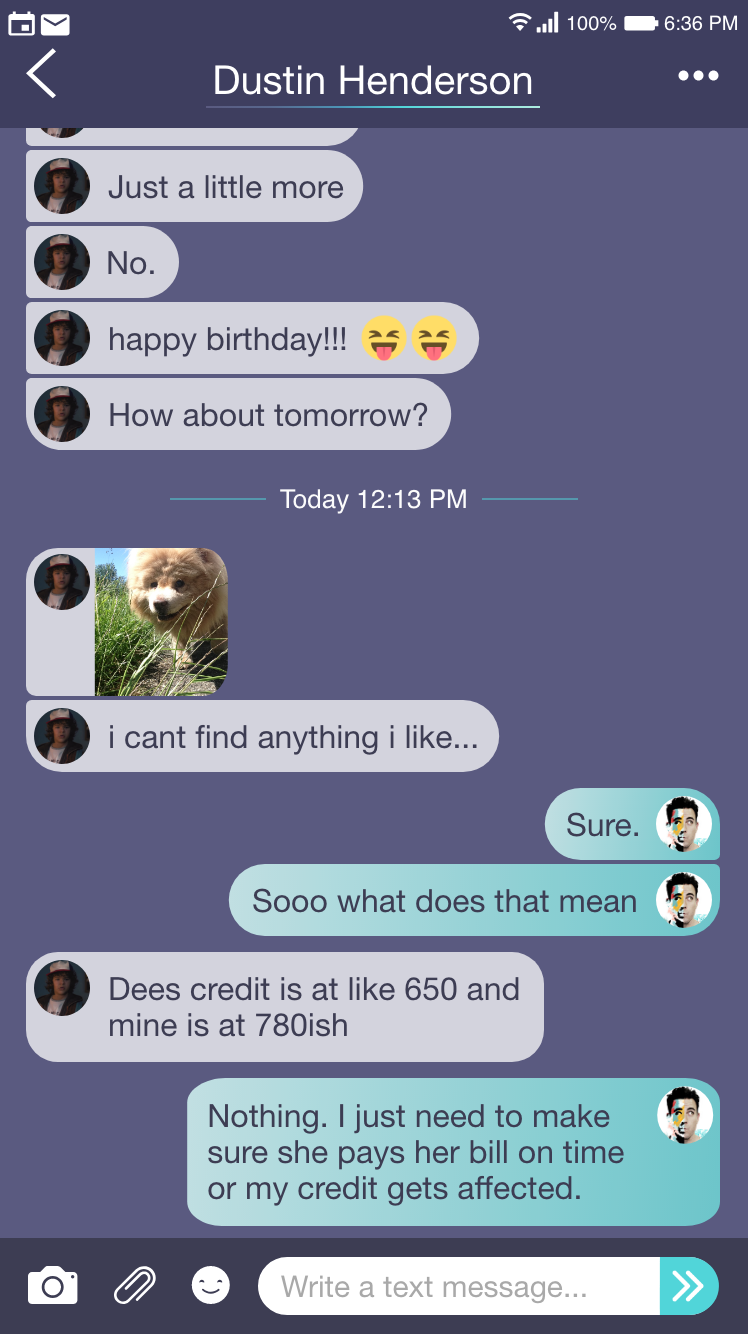 100% 6:36 PM
Dustin Henderson
Just a little more
No.
happy birthday!!! 😝😝
How about tomorrow?
Today 12:13 PM
i cant find anything i like...
Sure.
Sooo what does that mean
Dees credit is at like 650 and
mine is at 780ish
Nothing. I just need to make
sure she pays her bill on time
or my credit gets affected.
Write a text message...